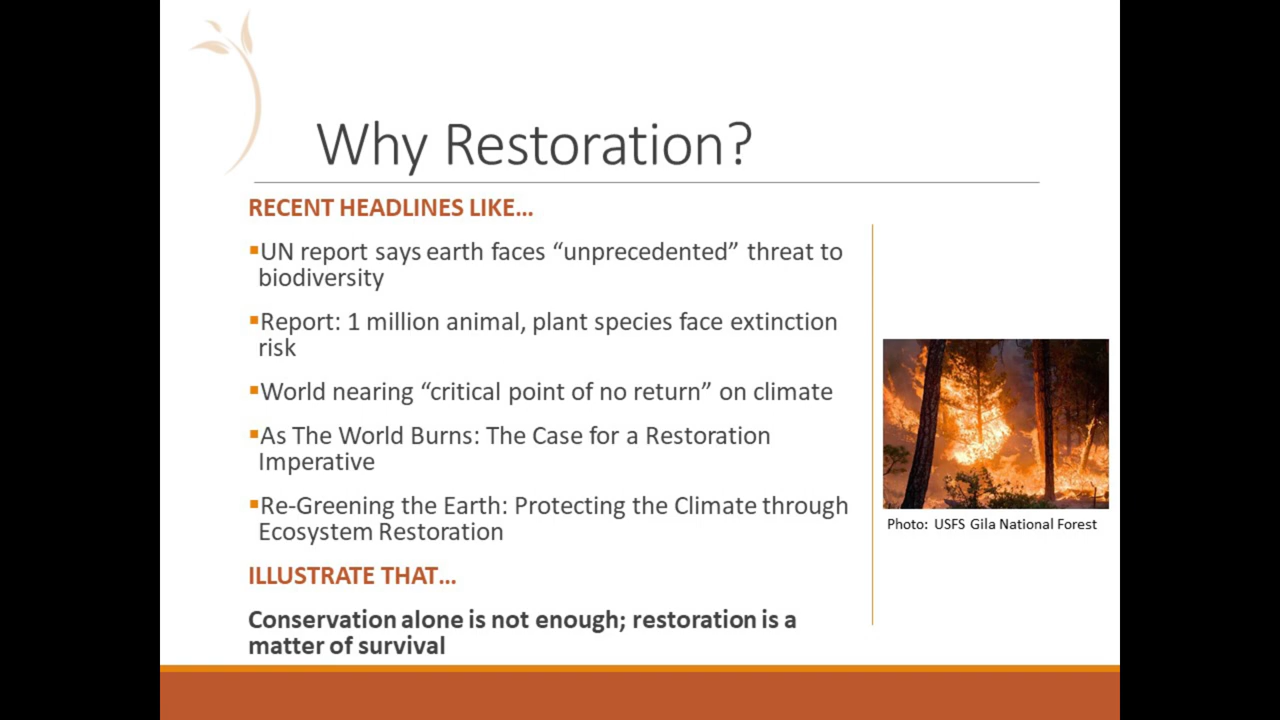 Why Restoration?
RECENT HEADLINES LIKE…
▪UN report says earth faces “unprecedented” threat to
biodiversity
▪Report: 1 million animal, plant species face extinction
risk
▪World nearing “critical point of no return” on climate
▪As The World Burns: The Case for a Restoration
Imperative
▪Re-Greening the Earth: Protecting the Climate through
Ecosystem Restoration
ILLUSTRATE THAT…
Conservation alone is not enough; restoration is a
matter of survival
Photo: USFS Gila National Forest